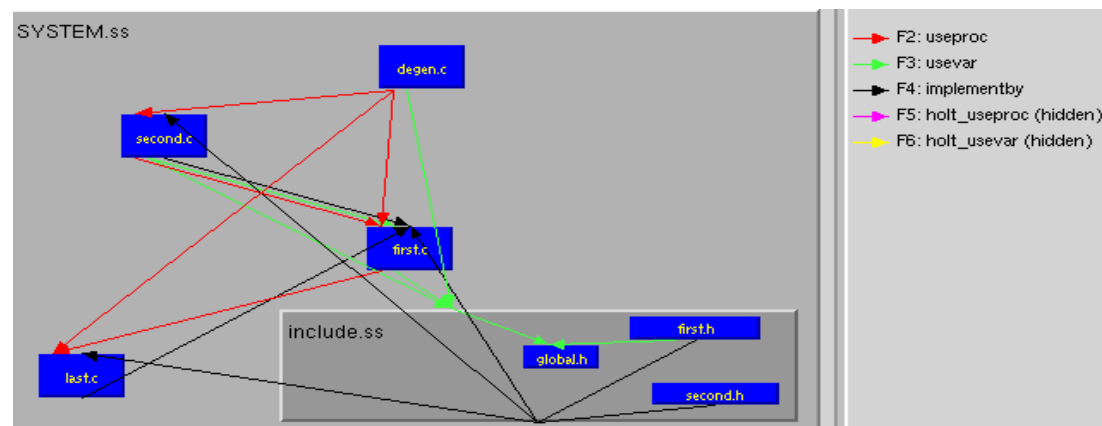 SYSTEM.ss
degen.c
second.c
first.c
include.ss
first.h
global.h
last.c
second.h
F2: useproc
F3: usevar
F4: implementby
F5: holt_useproc (hidden)
F6: holt_usevar (hidden)